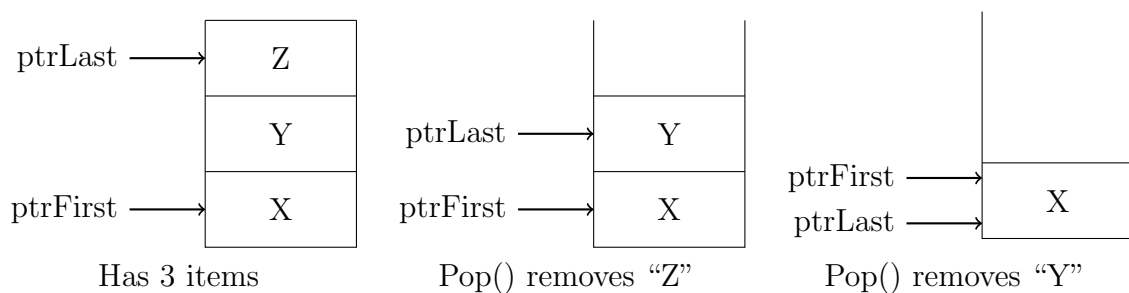 ptrLast
Z
Y
ptrFirst
X
Has 3 items
ptrLast
Y
ptrFirst
X
Pop() removes “Z”
ptrFirst
X
ptrLast
Pop() removes “Y”